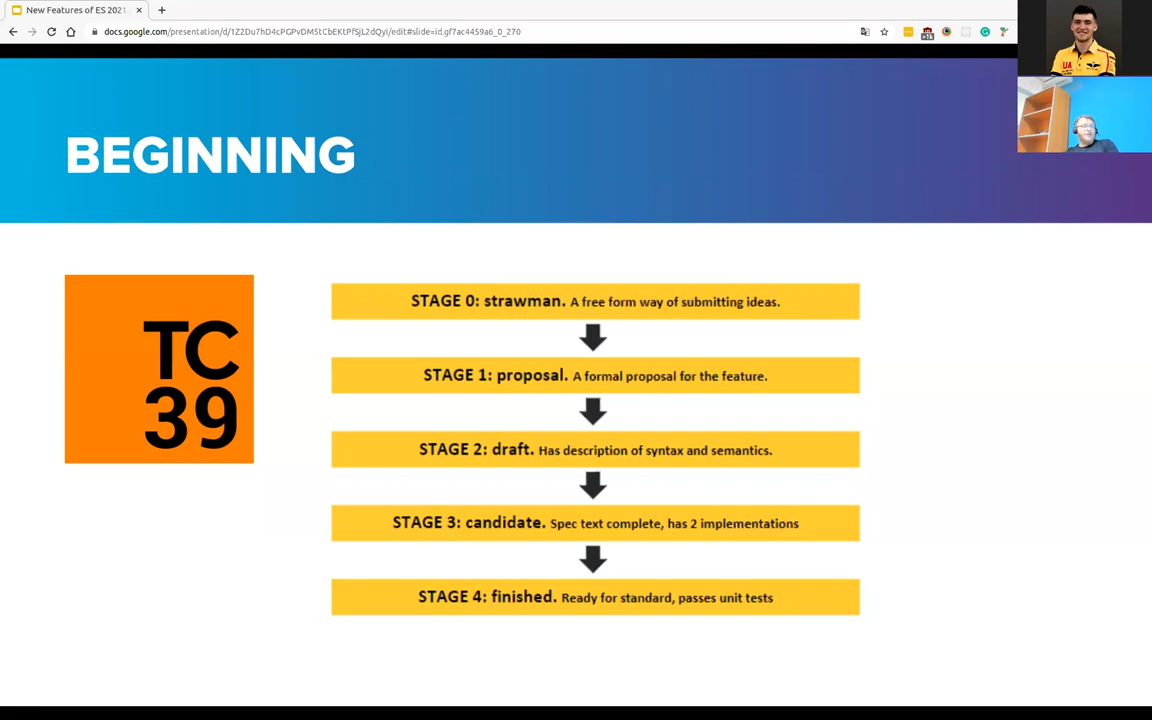 New Features of ES 2021
docs.google.com/presentation/d/1Z2Du7hD4cPGPvDM5tCbEKtPfSjL2dQyi/edit#slide=id.gf7ac4459a6_0_270
BEGINNING
TC
39
STAGE 0: strawman. A free form way of submitting ideas.
STAGE 1: proposal. A formal proposal for the feature.
STAGE 2: draft. Has description of syntax and semantics.
STAGE 3: candidate. Spec text complete, has 2 implementations
STAGE 4: finished. Ready for standard, passes unit tests
UA